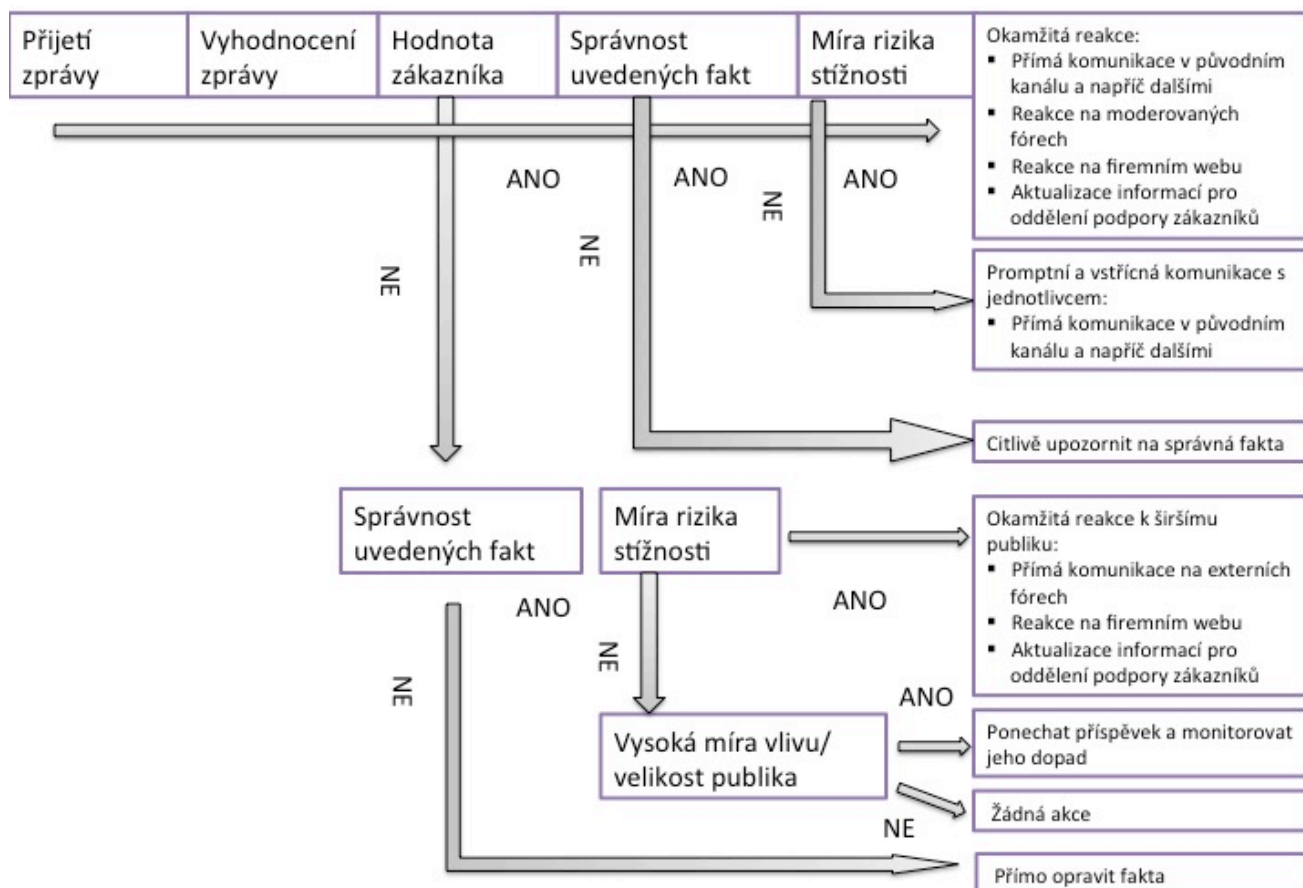 Přijetí
zprávy
Vyhodnocení
zprávy
Hodnota
zákazníka
Správnost
uvedených fakt
Míra rizika
stížnosti
Okamžitá reakce:
▪ Přímá komunikace v původním
kanálu a napříč dalšími
▪ Reakce na moderovaných
fórech
▪ Reakce na firemním webu
▪ Aktualizace informací pro
oddělení podpory zákazníků
ANO
ANO
ANO
NE
NE
NE
Promptní a vstřícná komunikace s
jednotlivcem:
▪ Přímá komunikace v původním
kanálu a napříč dalšími
Citlivě upozornit na správná fakta
Správnost
uvedených fakt
Míra rizika
stížnosti
Okamžitá reakce k širšímu
publiku:
▪ Přímá komunikace na externích
fórech
▪ Reakce na firemním webu
▪ Aktualizace informací pro
oddělení podpory zákazníků
ANO
ANO
NE
NE
Vysoká míra vlivu/
velikost publika
ANO
Ponechat příspěvek a monitorovat
jeho dopad
NE
Žádná akce
Přímo opravit fakta